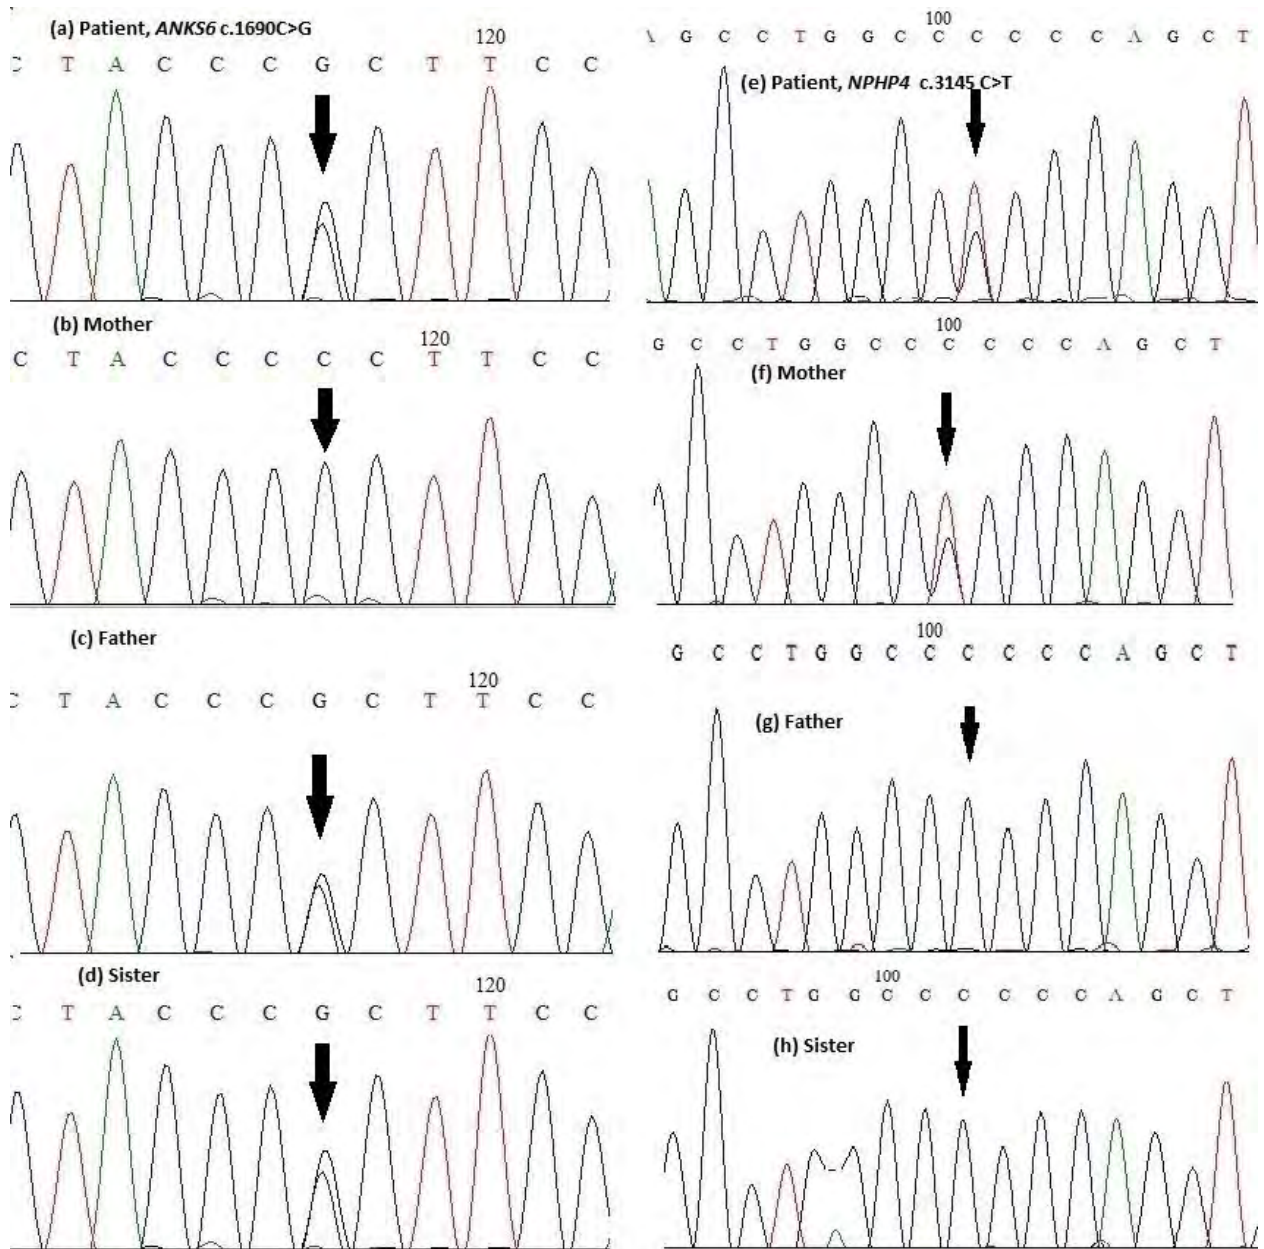 (a) Patient, ANKS6 c.1690C>G
120
C T A C C C G C T T C C
(b) Mother
120
C T A C C C C C T T C C
(c) Father
120
C T A C C C G C T T C C
(d) Sister
120
C T A C C C G C T T C C
100
A G C C T G G C C C C C A G C T
(e) Patient, NPHP4 c.3145 C>T
100
G C C T G G C C C C C C A G C T
(f) Mother
100
G C C T G G C C C C C C A G C T
(g) Father
100
G C C T G G C C C C C C A G C T
(h) Sister